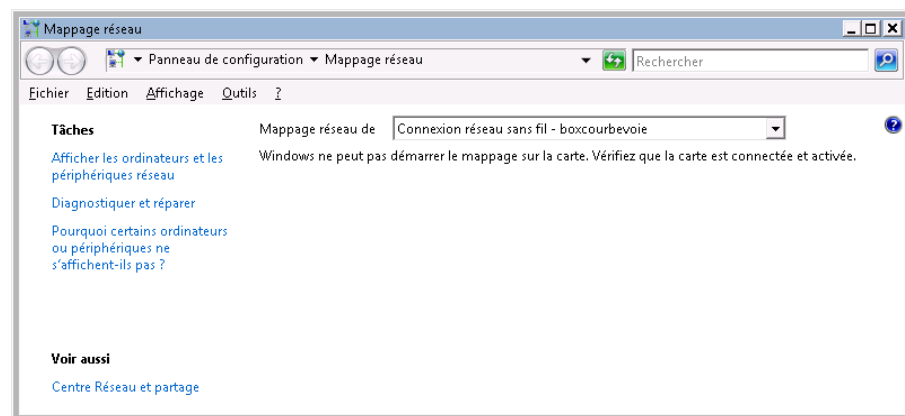 Mappage réseau
Panneau de configuration Mappage réseau
Rechercher
Fichier Edition Affichage Outils ?
Tâches
Mappage réseau de Connexion réseau sans fil - boxcourbevoie
Afficher les ordinateurs et les
périphériques réseau
Windows ne peut pas démarrer le mappage sur la carte. Vérifiez que la carte est connectée et activée.
Diagnostiquer et réparer
Pourquoi certains ordinateurs
ou périphériques ne
s'affichent-ils pas ?
Voir aussi
Centre Réseau et partage